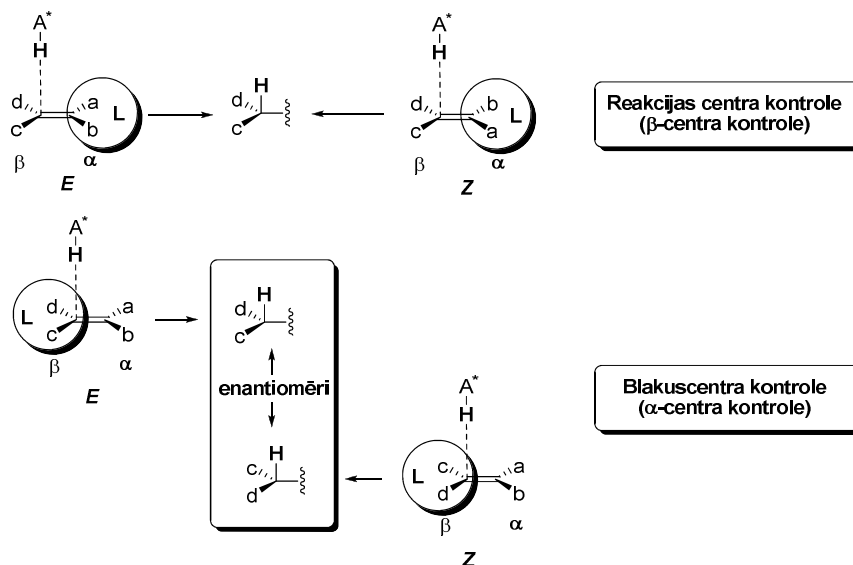 A*
H
d
a
c
b
L
β
α
E
H
d
c
A*
H
d
b
c
a
L
β
α
Z
Reakcijas centra kontrole
(β-centra kontrole)
A*
H
L
d
a
c
b
β
α
E
H
d
c
enantiomēri
H
c
d
A*
H
L
c
a
d
b
β
α
Z
Blakuscentra kontrole
(α-centra kontrole)